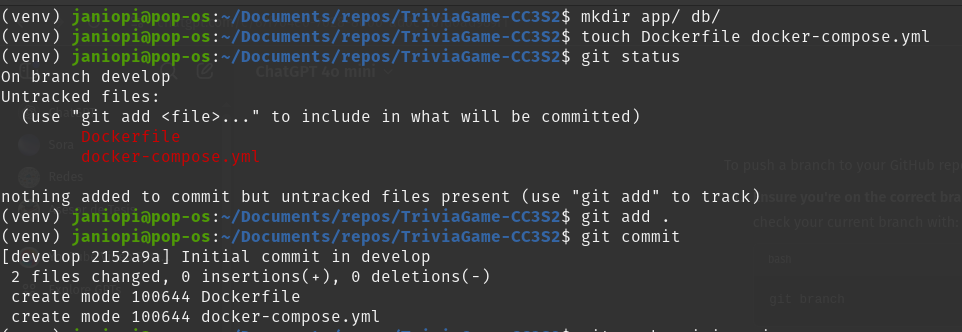 (venv) janiopi@pop-os:~/Documents/repos/TriviaGame-CC3S2$ mkdir app/ db/
(venv) janiopi@pop-os:~/Documents/repos/TriviaGame-CC3S2$ touch Dockerfile docker-compose.yml
(venv) janiopi@pop-os:~/Documents/repos/TriviaGame-CC3S2$ git status
On branch develop
ChatGPT 4o mini
Untracked files:
(use "git add <file>..." to include in what will be committed)
Dockerfile
Sora
docker-compose.yml
To push a branch to your GitHub repo
Redes
nothing added to commit but untracked files present (use "git add" to track)
nsure you're on the correct bra
(venv) janiopi@pop-os:~/Documents/repos/TriviaGame-CC3S2$ git add .
check your current branch with:
(venv) janiopi@pop-os:~/Documents/repos/TriviaGame-CC3S2$ git commit
[develop 2152a9a] Initial commit in develop
bash
2 files changed, 0 insertions(+), 0 deletions(-)
create mode 100644 Dockerfile
git branch
create mode 100644 docker-compose.yml